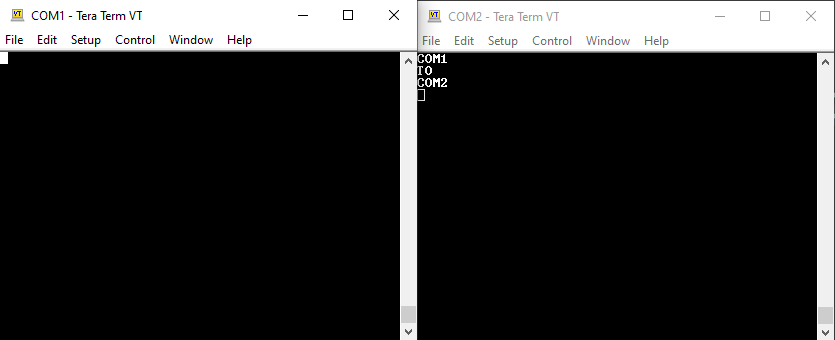 COM1 - Tera Term VT
File Edit Setup Control Window Help
COM2 - Tera Term VT
File Edit Setup Control Window Help
COM1
TO
COM2